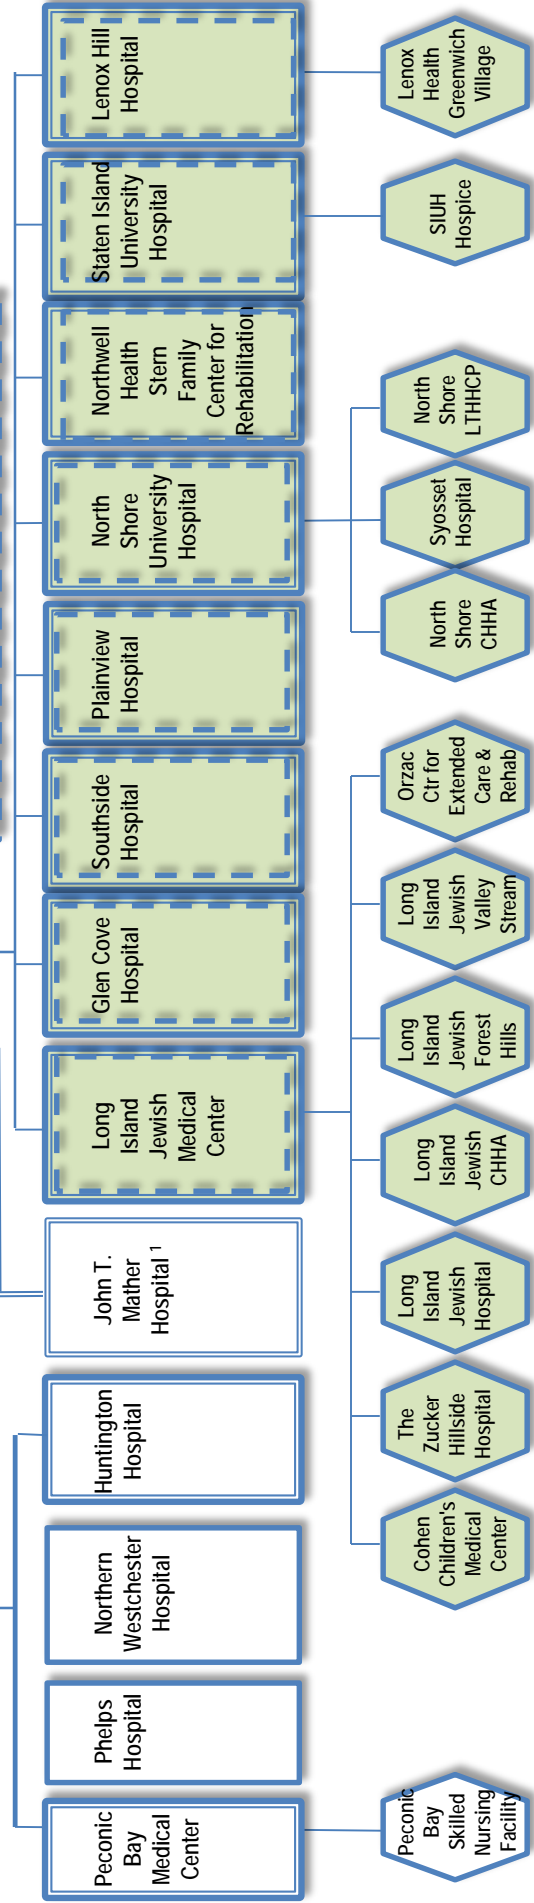 Peconic
Bay
Medical
Center
Phelps
Hospital
Northern
Westchester
Hospital
Huntington
Hospital
John T.
Mather
Hospital 1
Long
Island
Jewish
Medical
Center
Glen Cove
Hospital
Southside
Hospital
Plainview
Hospital
North
Shore
University
Hospital
Northwell
Health
Stern
Family
Center for
Rehabilitation
Staten Island
University
Hospital
Lenox Hill
Hospital
Peconic
Bay
Skilled
Nursing
Facility
Cohen
Children's
Medical
Center
The
Zucker
Hillside
Hospital
Long
Island
Jewish
Hospital
Long
Island
Jewish
CHHA
Long
Island
Jewish
Forest
Hills
Long
Island
Jewish
Valley
Stream
Orzac
Ctr for
Extended
Care &
Rehab
North
Shore
CHHA
Syosset
Hospital
North
Shore
LTHHCP
SIUH
Hospice
Lenox
Health
Greenwich
Village